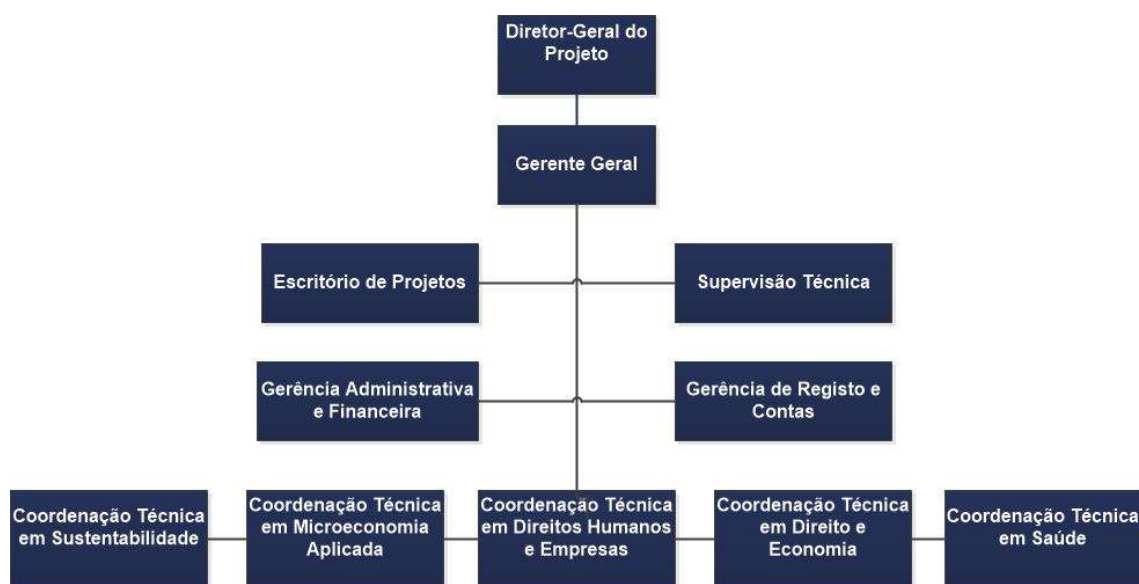 Diretor-Geral do
Projeto
Gerente Geral
Escritório de Projetos
Supervisão Técnica
Gerência Administrativa
e Financeira
Gerência de Registo e
Contas
Coordenação Técnica
em Sustentabilidade
Coordenação Técnica
em Microeconomia
Aplicada
Coordenação Técnica
em Direitos Humanos
e Empresas
Coordenação Técnica
em Direito e
Economia
Coordenação Técnica
em Saúde